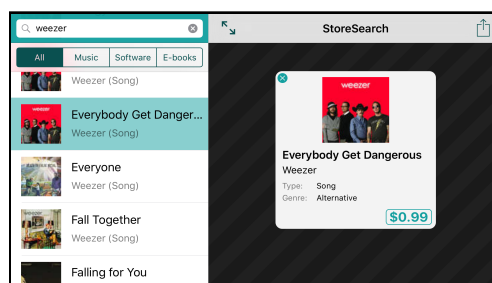 weezer
All Music Software E-books
Weezer (Song)
Everybody Get Danger...
Weezer (Song)
Everyone
Weezer (Song)
Fall Together
Weezer (Song)
Falling for You
StoreSearch
weezer
Everybody Get Dangerous
Weezer
Type: Song
Genre: Alternative
$0.99